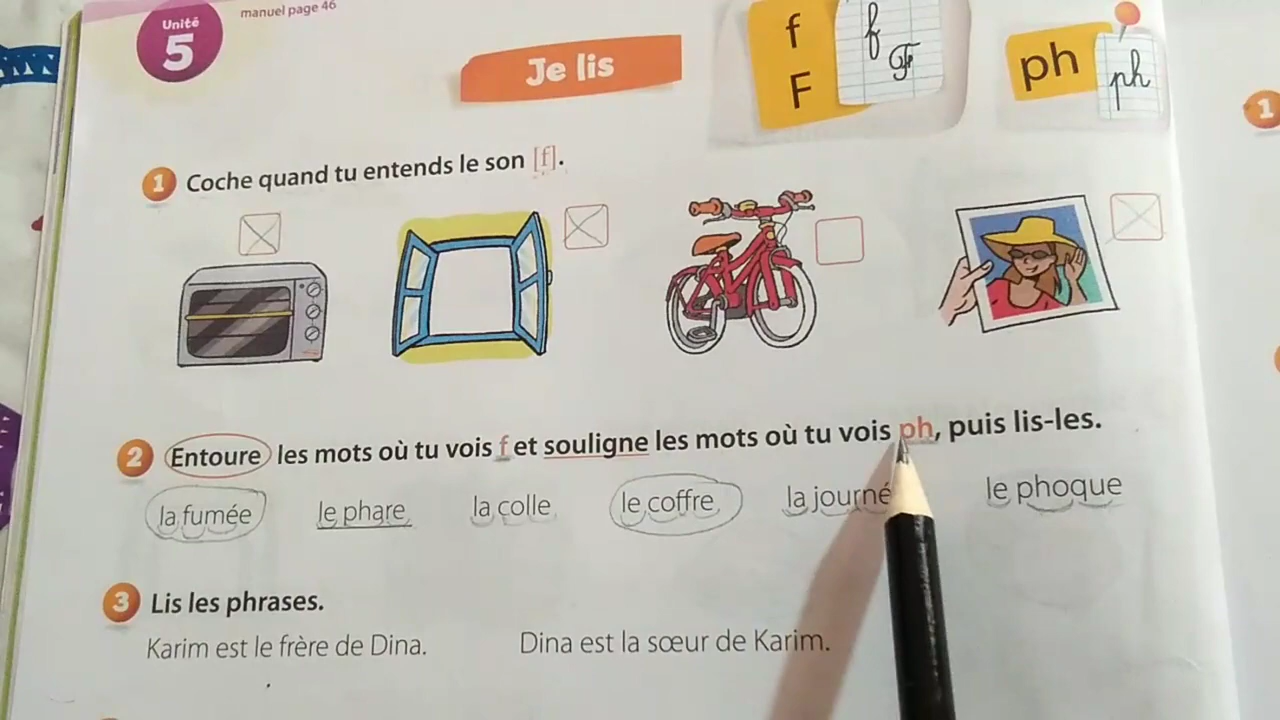 Unité
5
manuel page 46
Je lis
f
F
f
F
ph
ph
1 Coche quand tu entends le son [f].
2 Entoure les mots où tu vois f et souligne les mots où tu vois ph, puis lis-les.
la fumée le phare la colle le coffre la journé le phoque
3 Lis les phrases.
Karim est le frère de Dina. Dina est la sœur de Karim.
1